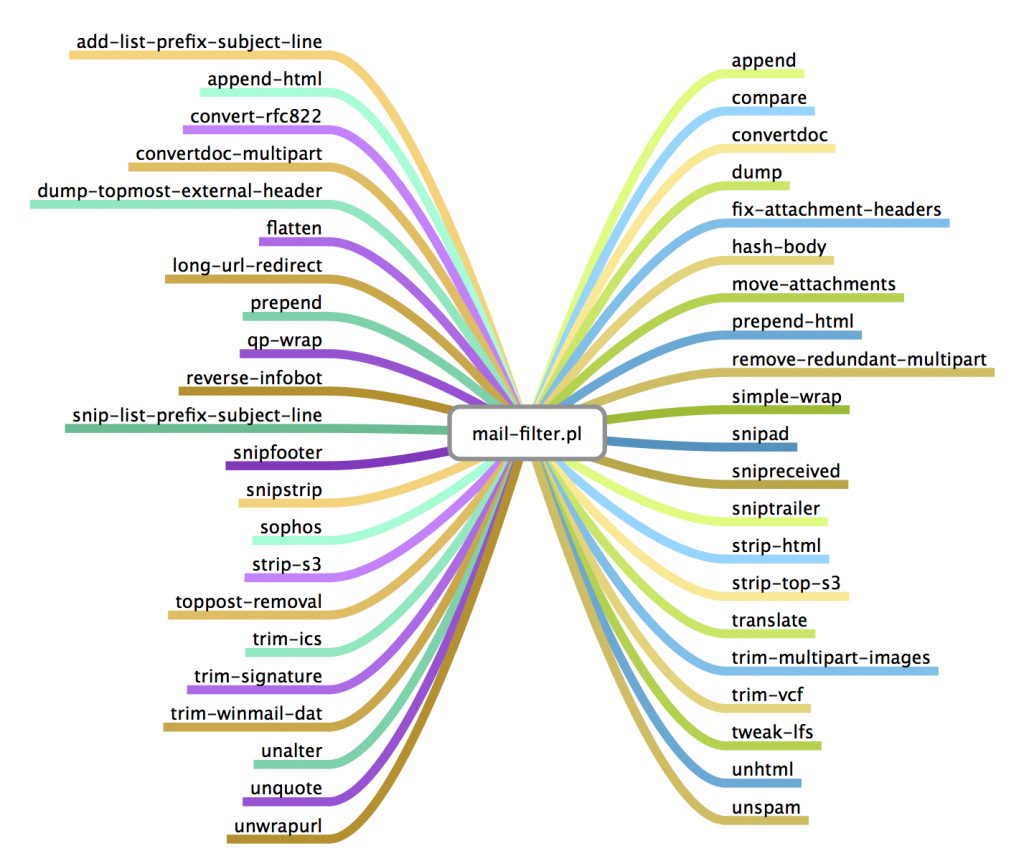 add-list-prefix-subject-line
append-html
convert-rfc822
convertdoc-multipart
dump-topmost-external-header
flatten
long-url-redirect
prepend
qp-wrap
reverse-infobot
snip-list-prefix-subject-line
snipfooter
snipstrip
sophos
strip-s3
toppost-removal
trim-ics
trim-signature
trim-winmail-dat
unalter
unquote
unwrapurl
mail-filter.pl
append
compare
convertdoc
dump
fix-attachment-headers
hash-body
move-attachments
prepend-html
remove-redundant-multipart
simple-wrap
snipad
snipreceived
sniptrailer
strip-html
strip-top-s3
translate
trim-multipart-images
trim-vcf
tweak-lfs
unhtml
unspam